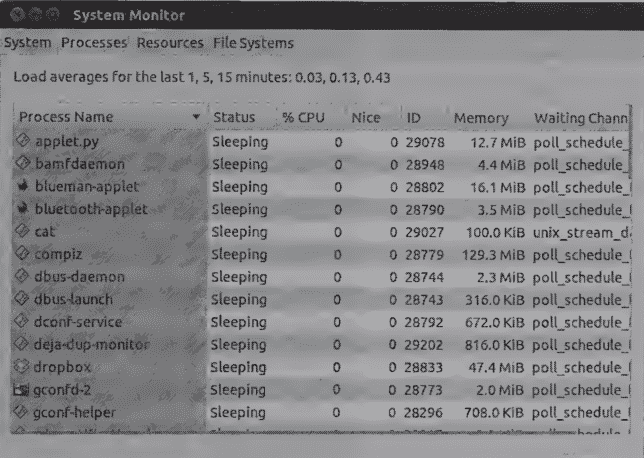 System Monitor
System Processes Resources File Systems
Load averages for the last 1, 5, 15 minutes: 0.03, 0.13, 0.43
Process Name Status % CPU Nice ID Memory Waiting Chann
applet.py Sleeping 0 0 29078 12.7 MiB poll_schedule_
bamfdaemon Sleeping 0 0 28948 4.4 MiB poll_schedule_
blueman-applet Sleeping 0 0 28802 16.1 MiB poll_schedule_
bluetooth-applet Sleeping 0 0 28790 3.5 MiB poll_schedule_
cat Sleeping 0 0 29027 100.0 KiB unix_stream_d
compiz Sleeping 0 0 28779 129.3 MiB poll_schedule_
dbus-daemon Sleeping 0 0 28744 2.3 MiB poll_schedule_
dbus-launch Sleeping 0 0 28743 316.0 KiB poll_schedule_
dconf-service Sleeping 0 0 28792 672.0 KiB poll_schedule_
deja-dup-monitor Sleeping 0 0 29202 816.0 KiB poll_schedule_
dropbox Sleeping 0 0 28833 47.4 MiB poll_schedule_
gconfd-2 Sleeping 0 0 28773 2.0 MiB poll_schedule_
gconf-helper Sleeping 0 0 28296 708.0 KiB poll_schedule_